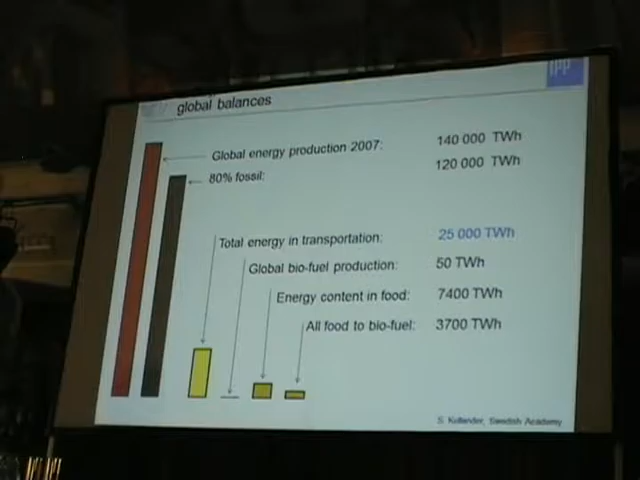 ipp
global balances
Global energy production 2007: 140 000 TWh
80% fossil: 120 000 TWh
Total energy in transportation: 25 000 TWh
Global bio-fuel production: 50 TWh
Energy content in food: 7400 TWh
All food to bio-fuel: 3700 TWh
S. Kullander, Swedish Academy